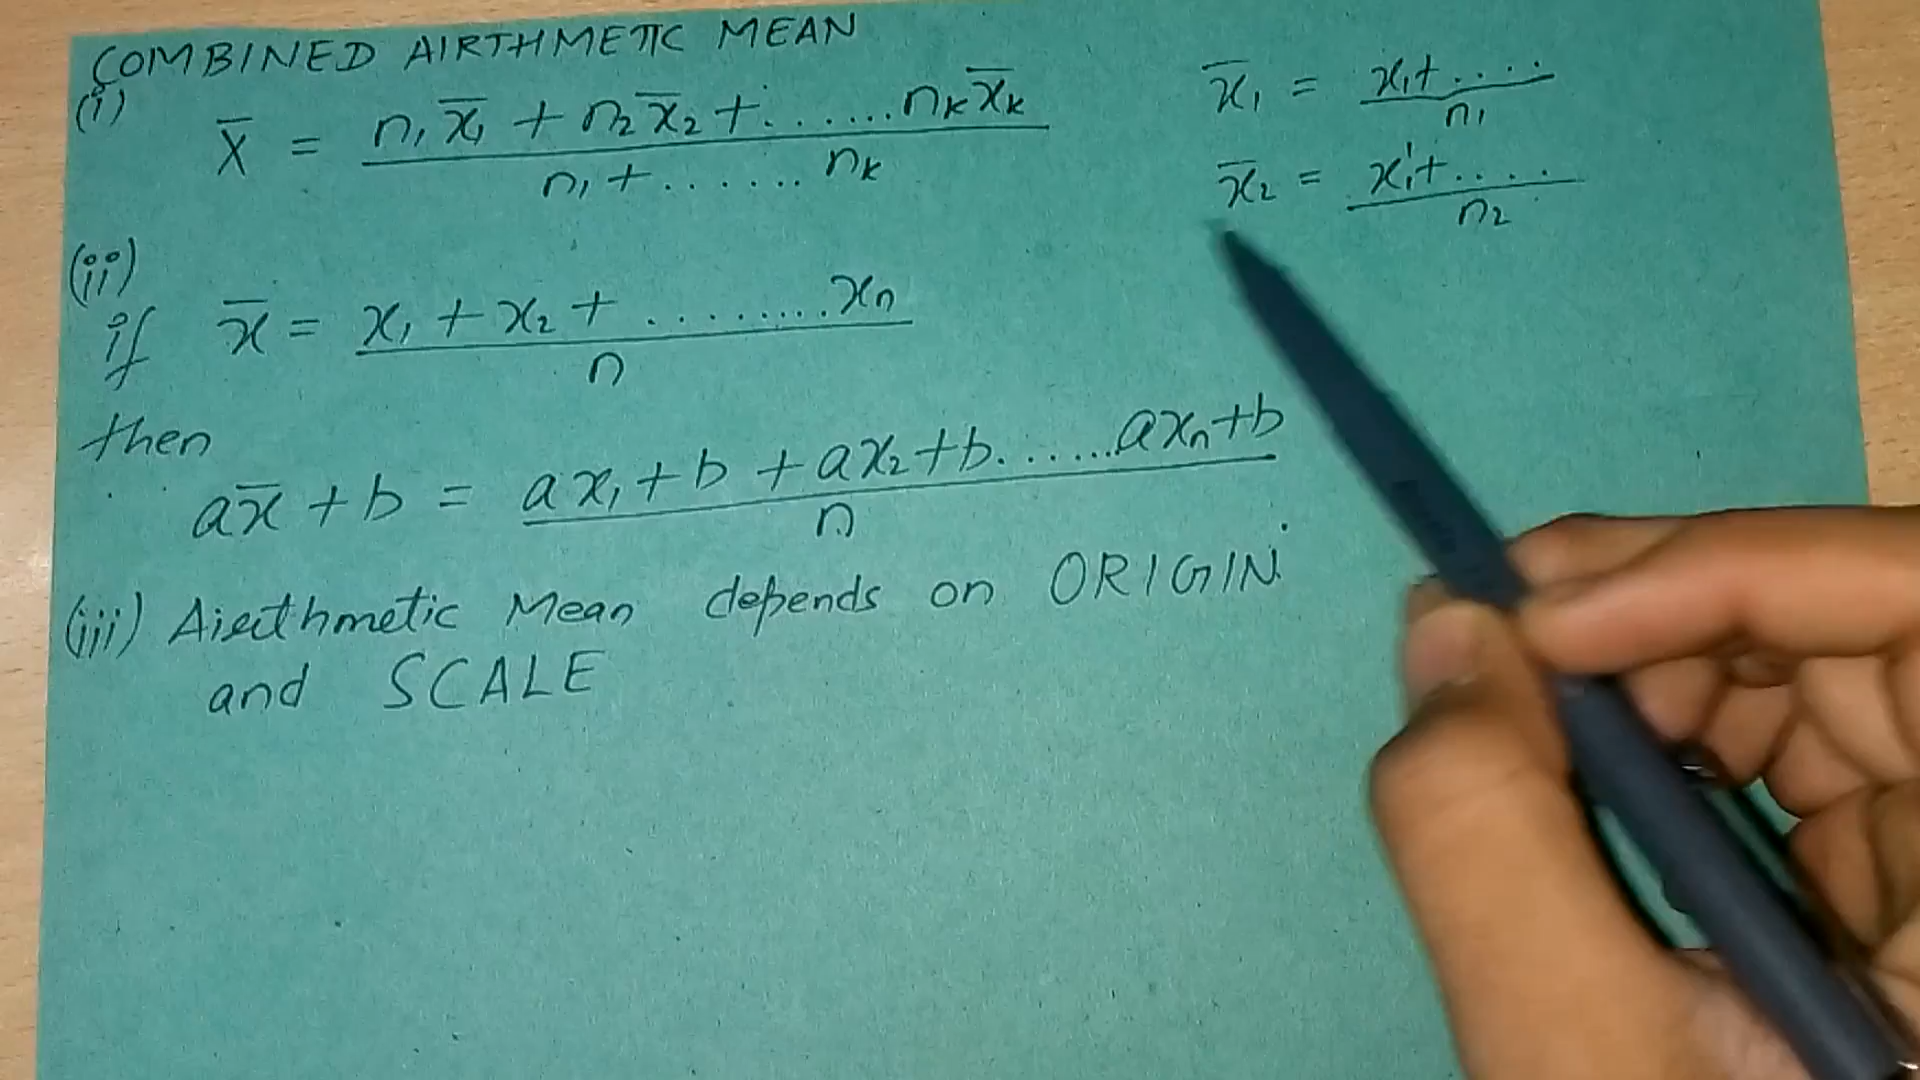 COMBINED AIRTHMETIC MEAN
(i)
X̄ = n₁x̄₁ + n₂x̄₂ + ....... nₖx̄ₖ
n₁ + ....... nₖ
x̄₁ = x₁+ ....
n₁
x̄₂ = x₁'+ ....
n₂
(ii)
if x̄ = x₁ + x₂ + ......... xₙ
n
then
ax̄ + b = ax₁ + b + ax₂ + b ...... axₙ + b
n
(iii) Airthmetic Mean depends on ORIGIN
and SCALE